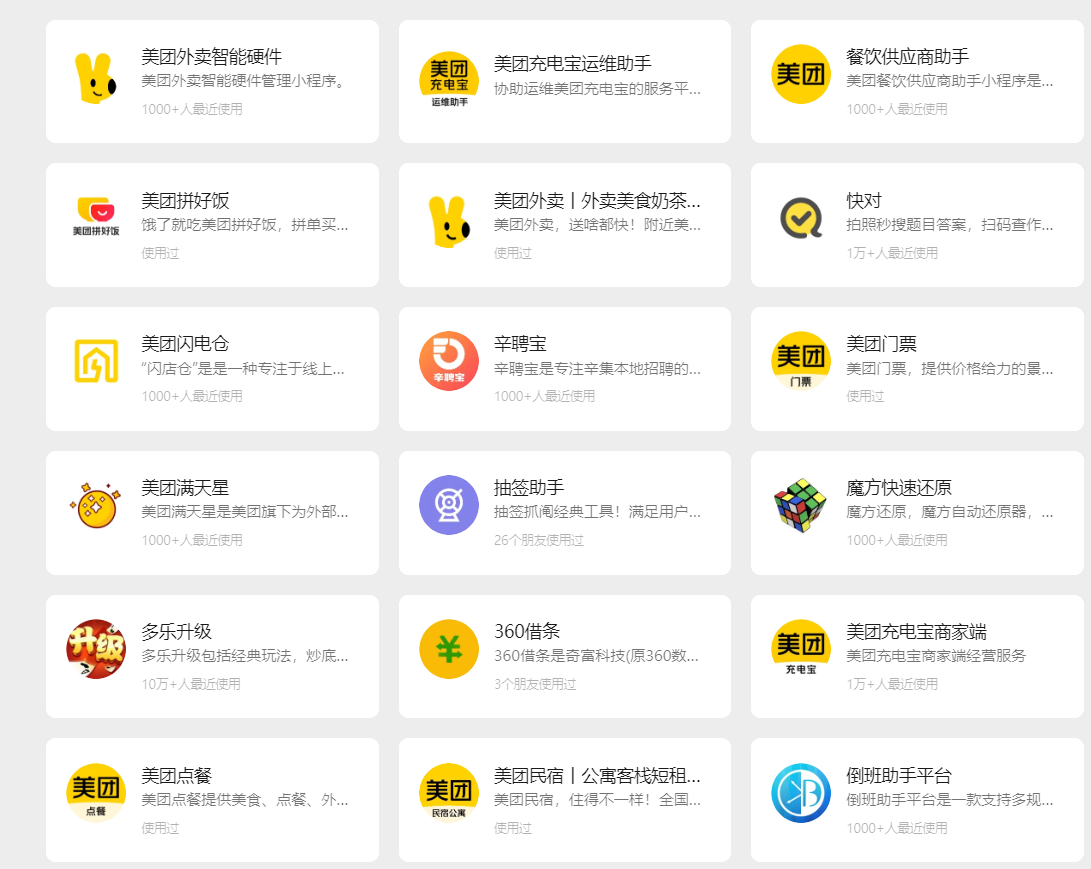 美团外卖智能硬件
美团外卖智能硬件管理小程序。
1000+人最近使用
美团
充电宝
运维助手
美团充电宝运维助手
协助运维美团充电宝的服务平...
美团
餐饮供应商助手
美团餐饮供应商助手小程序是...
1000+人最近使用
美团拼好饭
美团拼好饭
饿了就吃美团拼好饭，拼单买...
使用过
美团外卖丨外卖美食奶茶...
美团外卖，送啥都快！附近美...
使用过
快对
拍照秒搜题目答案，扫码查作...
1万+人最近使用
美团闪电仓
“闪店仓”是是一种专注于线上...
1000+人最近使用
辛聘宝
辛聘宝
辛聘宝是专注辛集本地招聘的...
1000+人最近使用
美团
门票
美团门票
美团门票，提供价格给力的景...
使用过
美团满天星
美团满天星是美团旗下为外部...
1000+人最近使用
抽签助手
抽签抓阄经典工具！满足用户...
26个朋友使用过
魔方快速还原
魔方还原，魔方自动还原器，...
1000+人最近使用
升级
多乐升级
多乐升级包括经典玩法，炒底...
10万+人最近使用
¥
360借条
360借条是奇富科技(原360数...
3个朋友使用过
美团
充电宝
美团充电宝商家端
美团充电宝商家端经营服务
1万+人最近使用
美团
点餐
美团点餐
美团点餐提供美食、点餐、外...
使用过
美团
民宿公寓
美团民宿丨公寓客栈短租...
美团民宿，住得不一样！全国...
使用过
倒班助手平台
倒班助手平台是一款支持多规...
1000+人最近使用